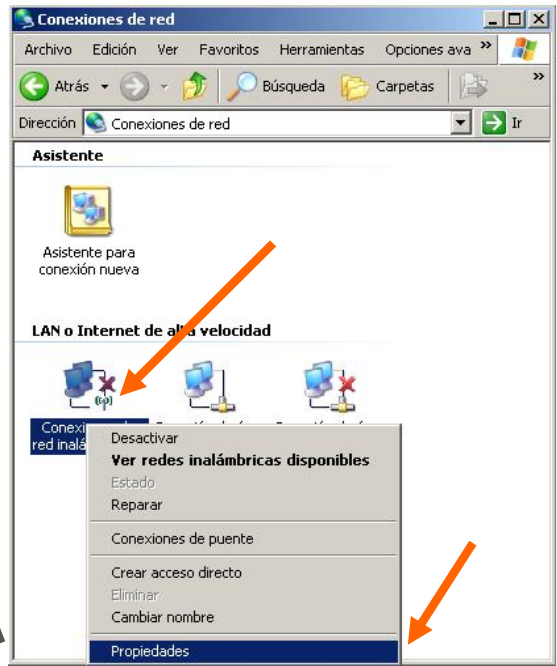 Conexiones de red
Archivo Edición Ver Favoritos Herramientas Opciones ava »
Atrás Búsqueda Carpetas »
Dirección Conexiones de red Ir
Asistente
Asistente para
conexión nueva
LAN o Internet de alta velocidad
red
Desactivar
Ver redes inalámbricas disponibles
Estado
Reparar
Conexiones de puente
Crear acceso directo
Eliminar
Cambiar nombre
Propiedades